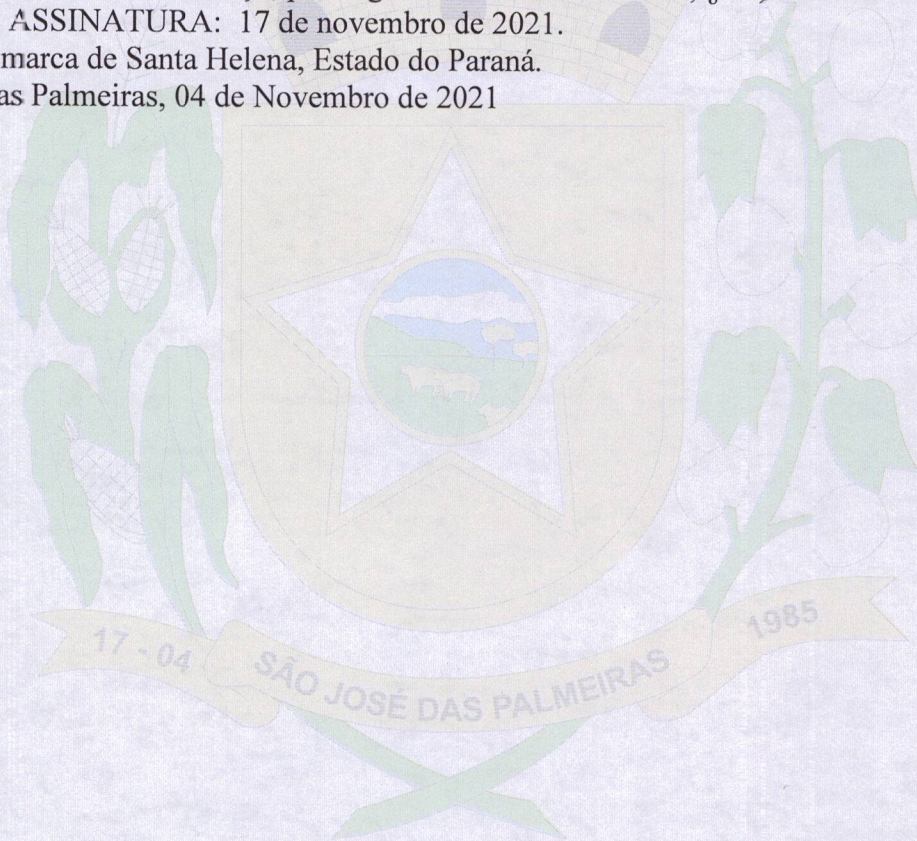 ASSINATURA: 17 de novembro de 2021.
marca de Santa Helena, Estado do Paraná.
as Palmeiras, 04 de Novembro de 2021
17 - 04
SÃO JOSÉ DAS PALMEIRAS
1985